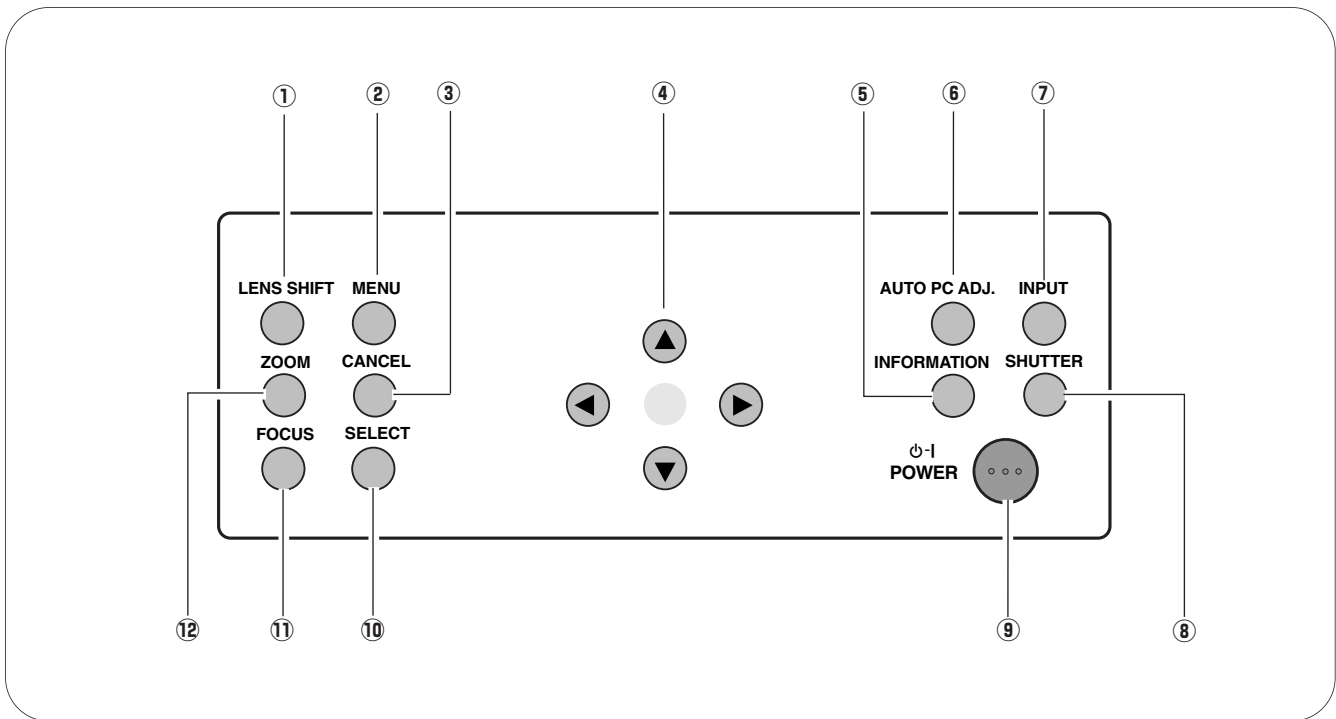 ① ② ③ ④ ⑤ ⑥ ⑦
LENS SHIFT MENU AUTO PC ADJ. INPUT
ZOOM CANCEL INFORMATION SHUTTER
FOCUS SELECT
⏻-I
POWER
⑫ ⑪ ⑩ ⑨ ⑧